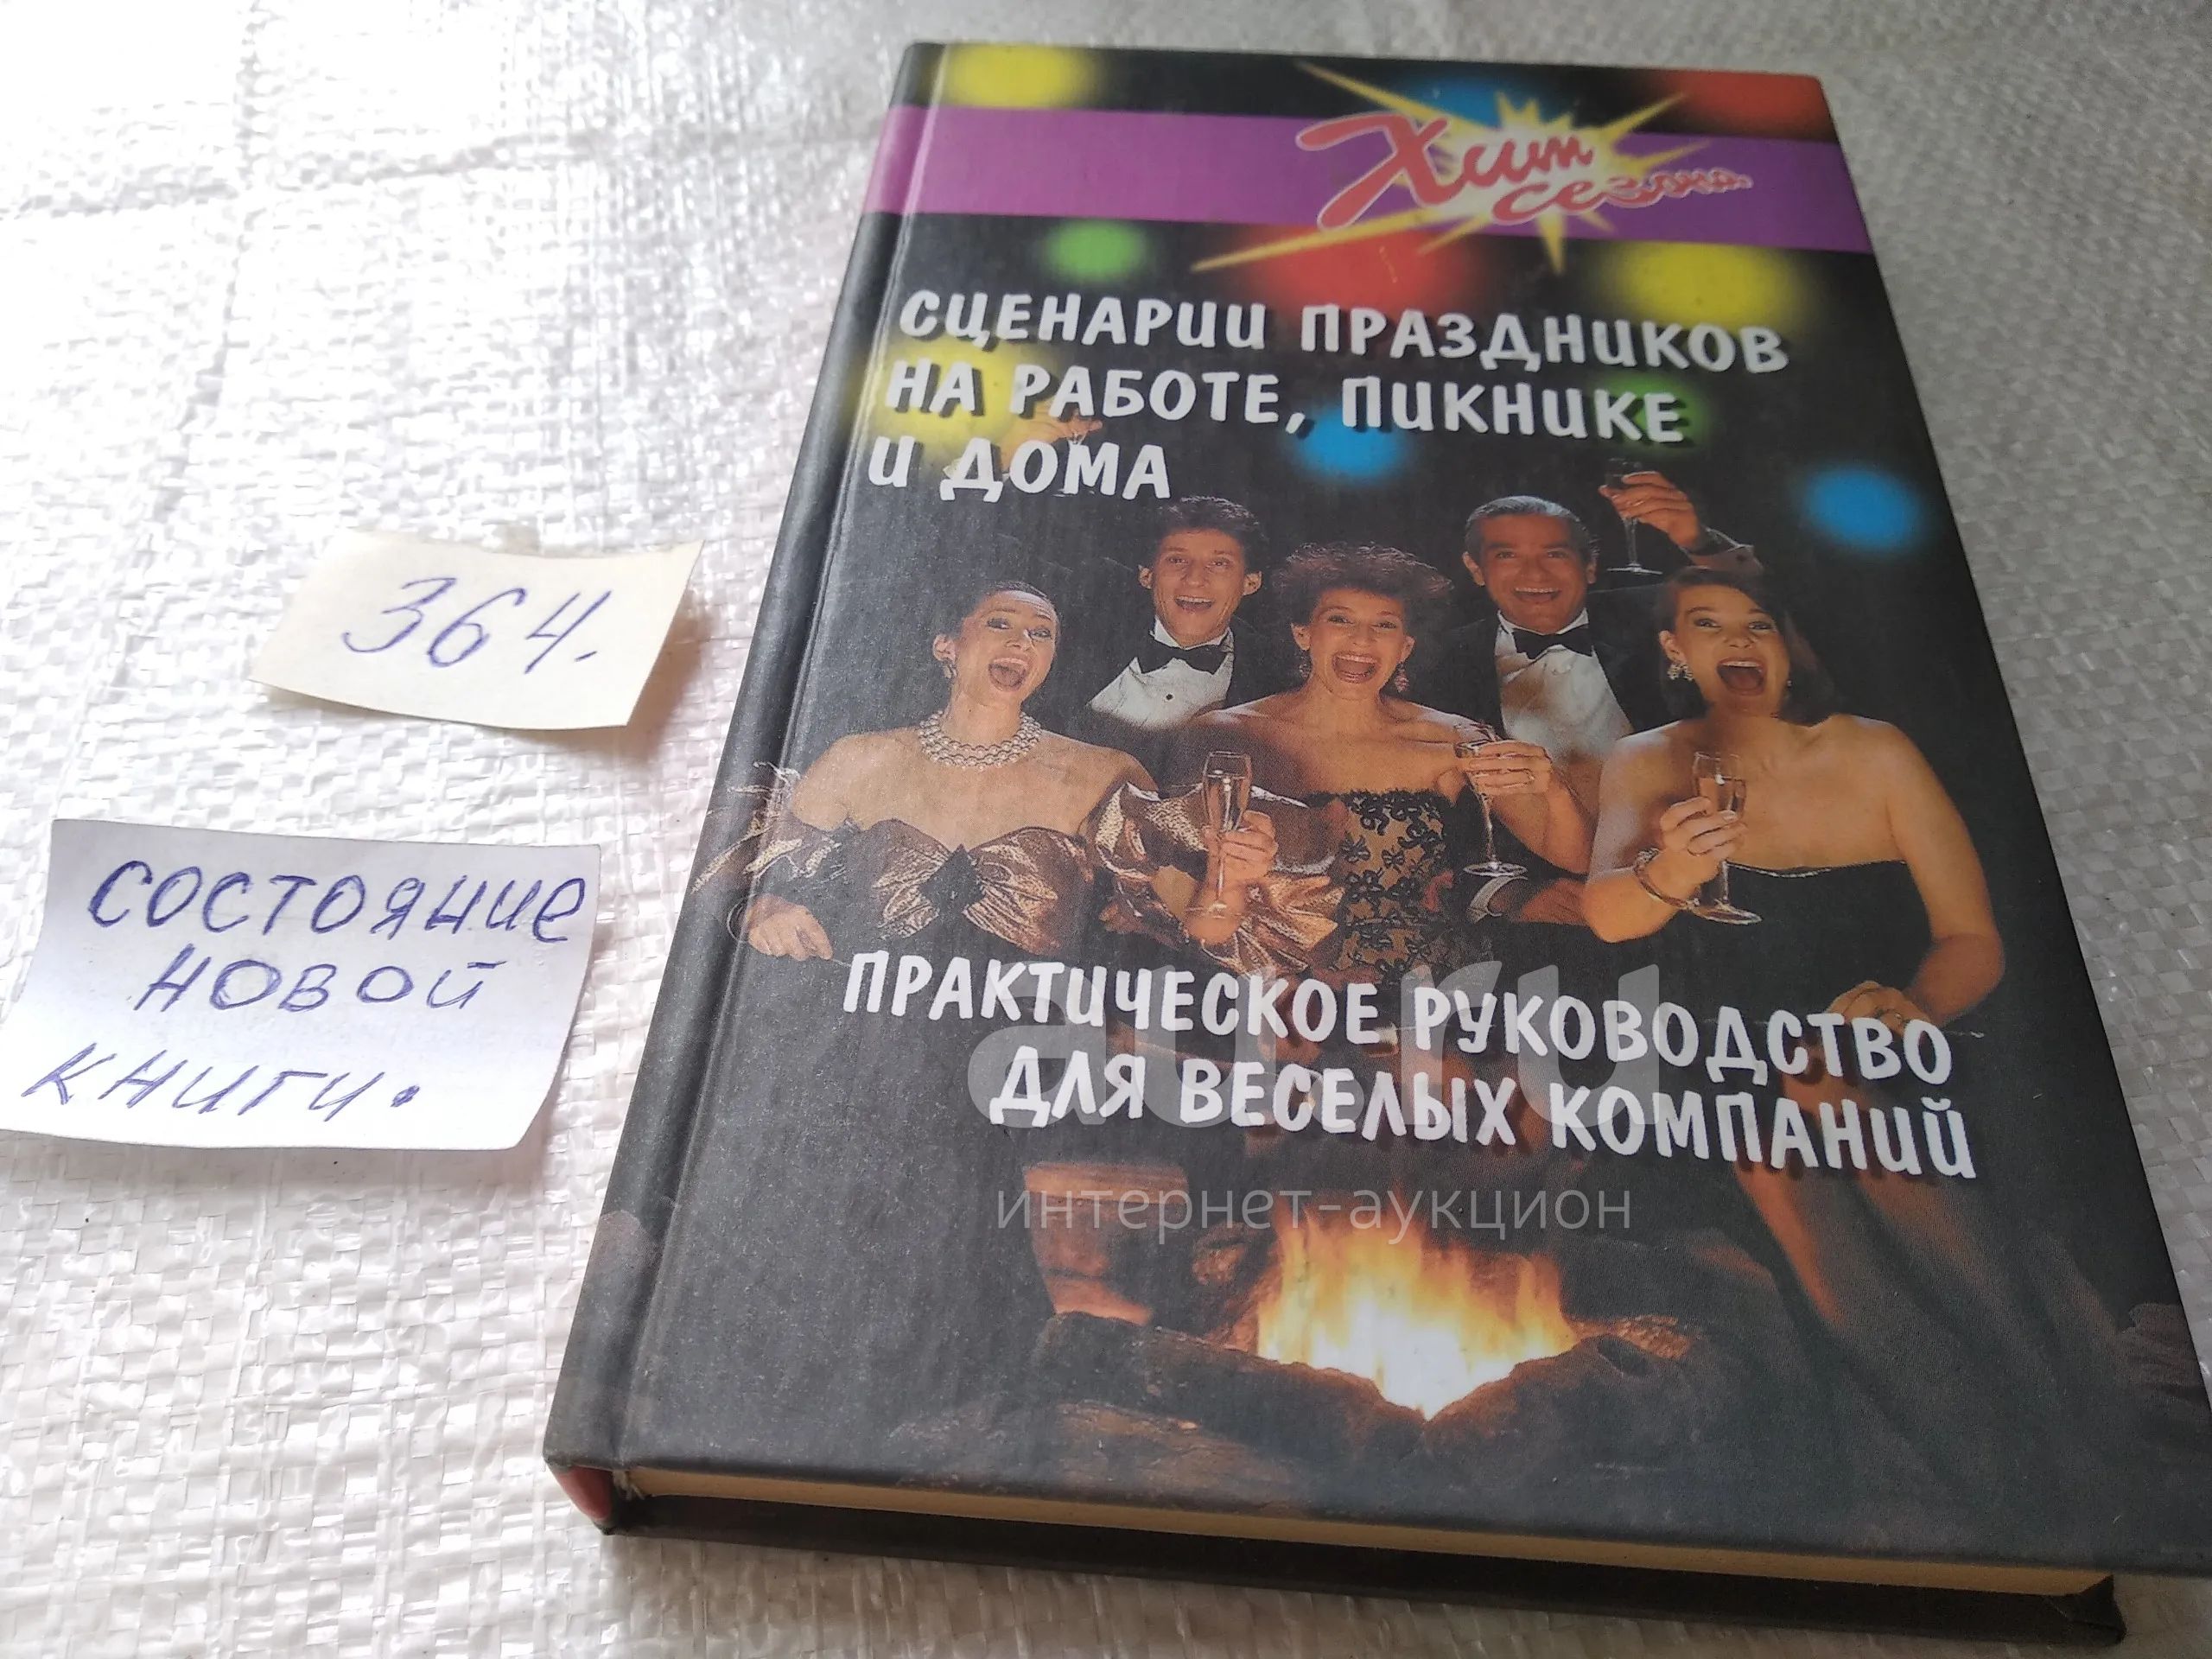 Хит
сезона
СЦЕНАРИИ ПРАЗДНИКОВ
НА РАБОТЕ, ПИКНИКЕ
И ДОМА
364.
СОСТОЯНИЕ
НОВОЙ
КНИГИ.
ПРАКТИЧЕСКОЕ РУКОВОДСТВО
ДЛЯ ВЕСЕЛЫХ КОМПАНИЙ
au.ru
интернет-аукцион